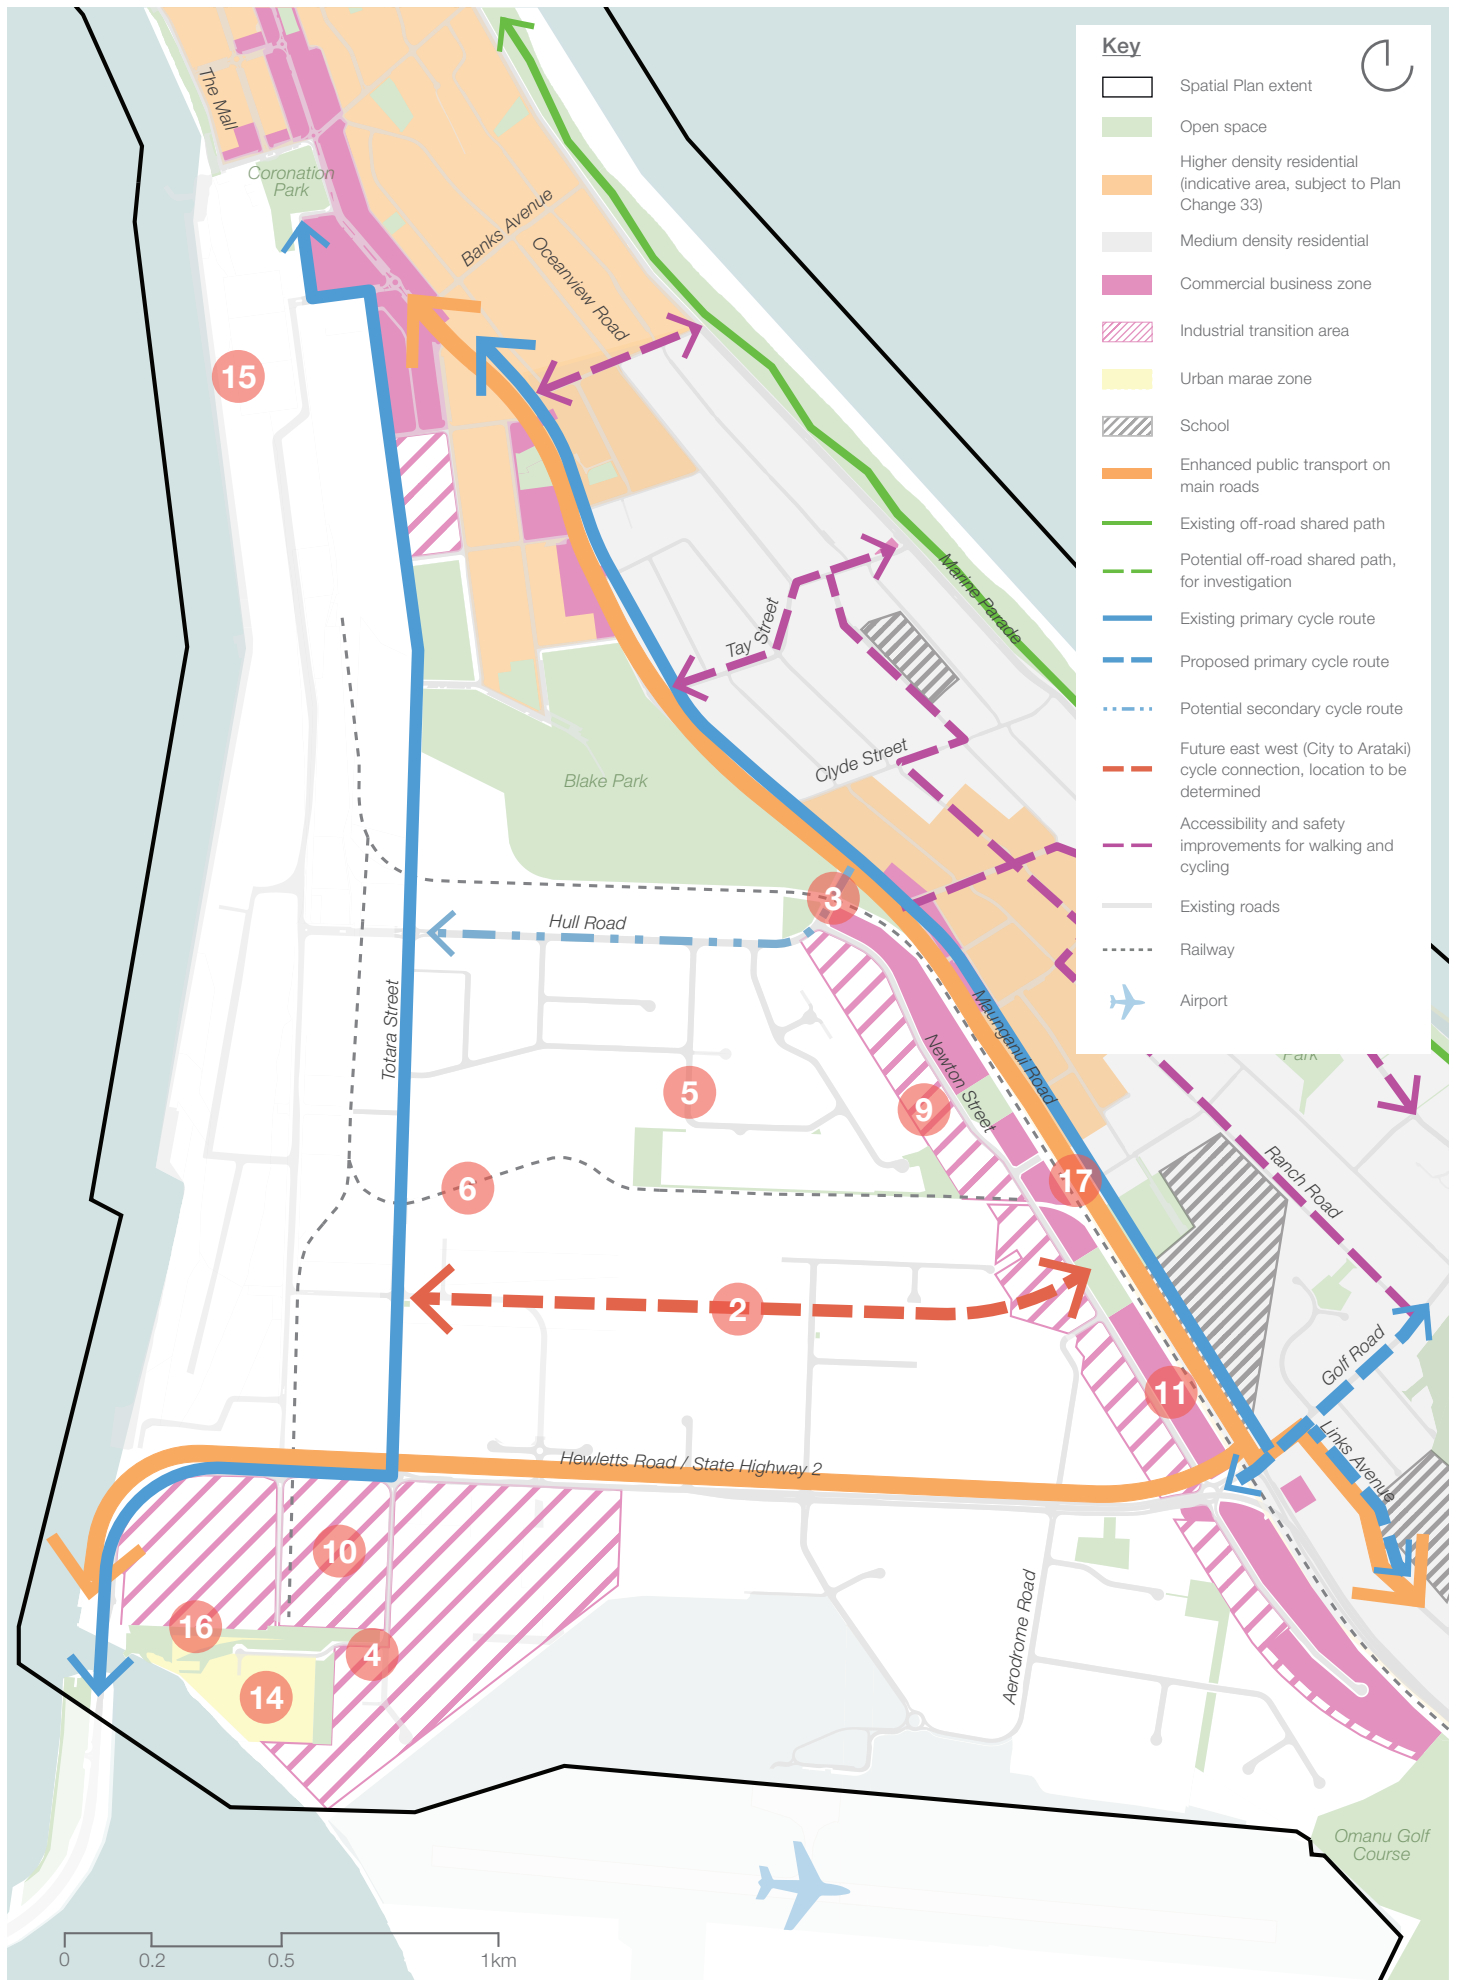 Key
Spatial Plan extent
Open space
Higher density residential
(indicative area, subject to Plan
Change 33)
Medium density residential
Commercial business zone
Industrial transition area
Urban marae zone
School
Enhanced public transport on
main roads
Existing off-road shared path
Potential off-road shared path,
for investigation
Existing primary cycle route
Proposed primary cycle route
Potential secondary cycle route
Future east west (City to Arataki)
cycle connection, location to be
determined
Accessibility and safety
improvements for walking and
cycling
Existing roads
Railway
Airport
The Mall
Coronation
Park
Banks Avenue
Oceanview Road
15
Marine Parade
Tay Street
Clyde Street
Blake Park
3
Hull Road
Totara Street
Maunganui Road
Newton Street
Park
5
9
17
6
Ranch Road
2
Golf Road
11
Links Avenue
Hewletts Road / State Highway 2
10
16
4
14
Aerodrome Road
Omanu Golf
Course
0
0.2
0.5
1km